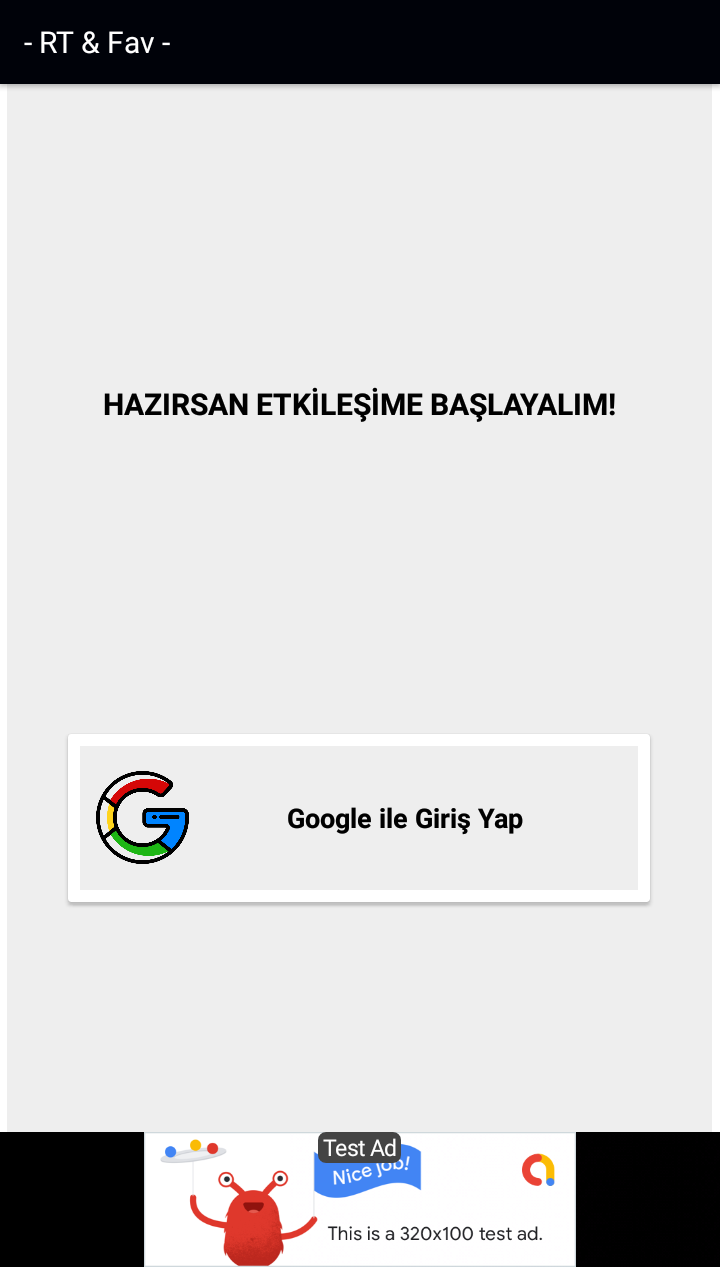 - RT & Fav -
HAZIRSAN ETKİLEŞİME BAŞLAYALIM!
Google ile Giriş Yap
Test Ad
Nice job!
This is a 320x100 test ad.